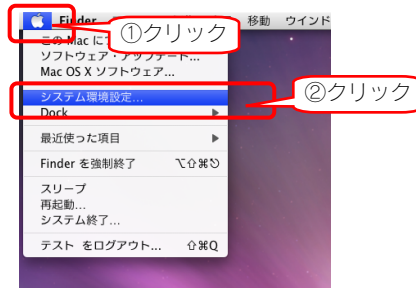 Finder
移動 ウインド
①クリック
この Mac に
ソフトウェア・アップデート...
Mac OS X ソフトウェア...
システム環境設定...
②クリック
Dock ▶
最近使った項目 ▶
Finder を強制終了 ⌥⇧⌘⎋
スリープ
再起動...
システム終了...
テスト をログアウト... ⇧⌘Q